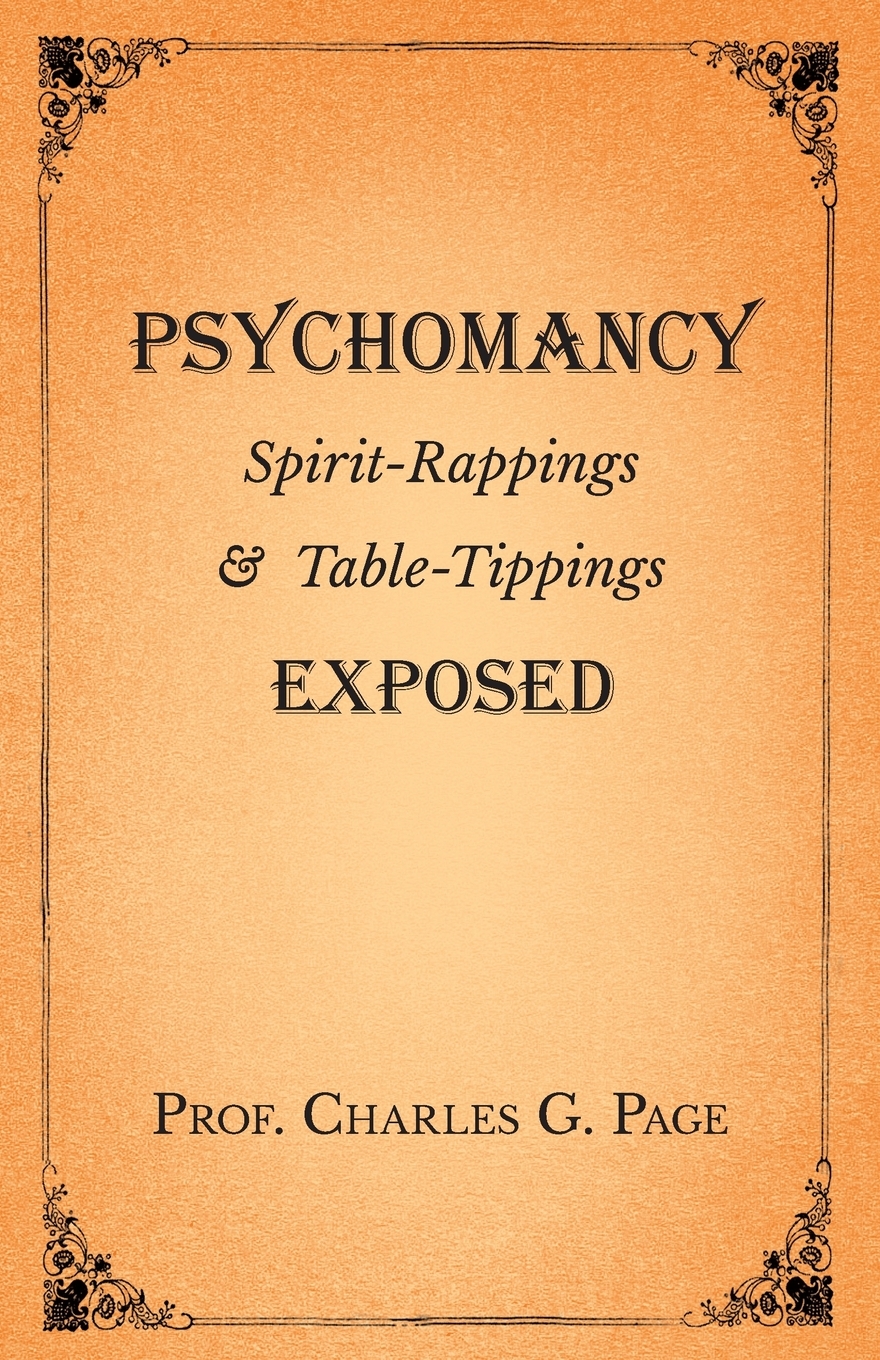 PSYCHOMANCY
Spirit-Rappings
& Table-Tippings
EXPOSED
PROF. CHARLES G. PAGE